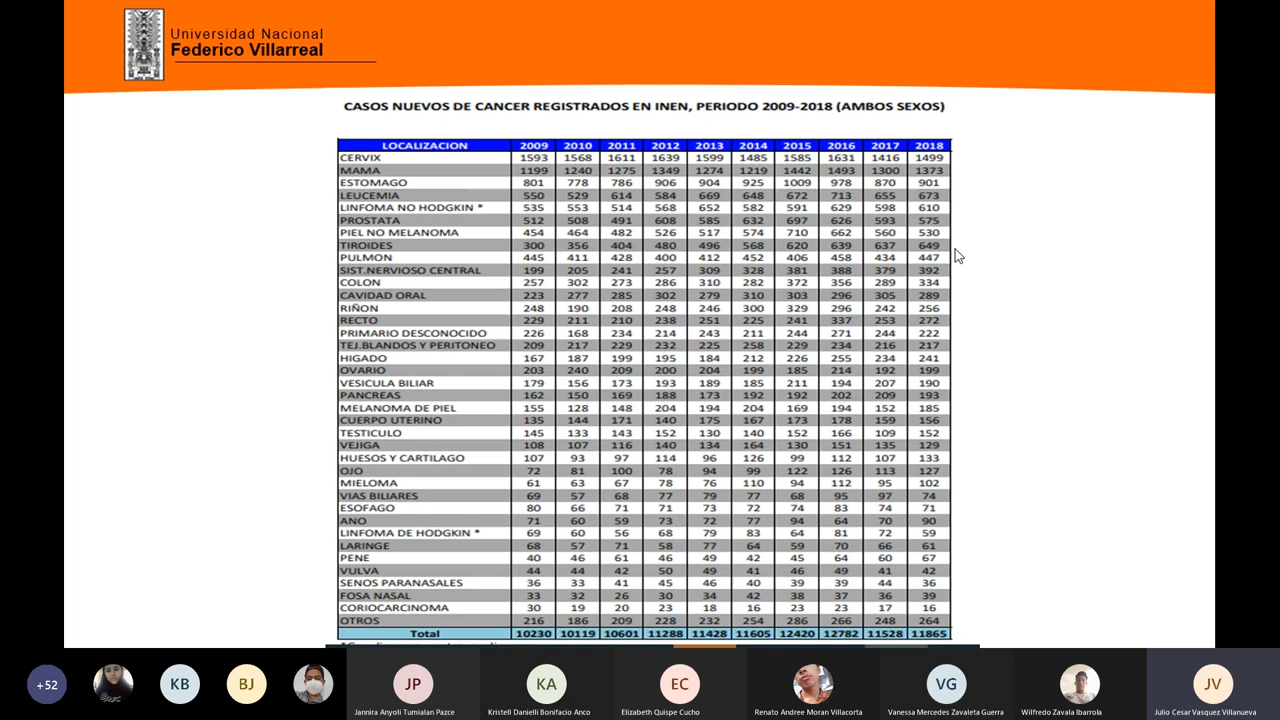 Universidad Nacional
Federico Villarreal
CASOS NUEVOS DE CANCER REGISTRADOS EN INEN, PERIODO 2009-2018 (AMBOS SEXOS)
LOCALIZACION 2009 2010 2011 2012 2013 2014 2015 2016 2017 2018
CERVIX 1593 1568 1611 1639 1599 1485 1585 1631 1416 1499
MAMA 1199 1240 1275 1349 1274 1219 1442 1493 1300 1373
ESTOMAGO 801 778 786 906 904 925 1009 978 870 901
LEUCEMIA 550 529 614 584 669 648 672 713 655 673
LINFOMA NO HODGKIN * 535 553 514 568 652 582 591 629 598 610
PROSTATA 512 508 491 608 585 632 697 626 593 575
PIEL NO MELANOMA 454 464 482 526 517 574 710 662 560 530
TIROIDES 300 356 404 480 496 568 620 639 637 649
PULMON 445 411 428 400 412 452 406 458 434 447
SIST.NERVIOSO CENTRAL 199 205 241 257 309 328 381 388 379 392
COLON 257 302 273 286 310 282 372 356 289 334
CAVIDAD ORAL 223 277 285 302 279 310 303 296 305 289
RIÑON 248 190 208 248 246 300 329 296 242 256
RECTO 229 211 210 238 251 225 241 337 253 272
PRIMARIO DESCONOCIDO 226 168 234 214 243 211 244 271 244 222
TEJ.BLANDOS Y PERITONEO 209 217 229 232 225 258 229 234 216 217
HIGADO 167 187 199 195 184 212 226 255 234 241
OVARIO 203 240 209 200 204 199 185 214 192 199
VESICULA BILIAR 179 156 173 193 189 185 211 194 207 190
PANCREAS 162 150 169 188 173 192 192 202 209 193
MELANOMA DE PIEL 155 128 148 204 194 204 169 194 152 185
CUERPO UTERINO 135 144 171 140 175 167 173 178 159 156
TESTICULO 145 133 143 152 130 140 152 166 109 152
VEJIGA 108 107 116 140 134 164 130 151 135 129
HUESOS Y CARTILAGO 107 93 97 114 96 126 99 112 107 133
OJO 72 81 100 78 94 99 122 126 113 127
MIELOMA 61 63 67 78 76 110 94 112 95 102
VIAS BILIARES 69 57 68 77 79 77 68 95 97 74
ESOFAGO 80 66 71 71 73 72 74 83 74 71
ANO 71 60 59 73 72 77 94 64 70 90
LINFOMA DE HODGKIN * 69 60 56 68 79 83 64 81 72 59
LARINGE 68 57 71 58 77 64 59 70 66 61
PENE 40 46 61 46 49 42 45 64 60 67
VULVA 44 44 42 50 49 41 46 49 41 42
SENOS PARANASALES 36 33 41 45 46 40 39 39 44 36
FOSA NASAL 33 32 26 30 34 42 38 37 36 39
CORIOCARCINOMA 30 19 20 23 18 16 23 23 17 16
OTROS 216 186 209 228 232 254 286 266 248 264
Total 10230 10119 10601 11288 11428 11605 12420 12782 11528 11865
+52 KB BJ JP KA EC VG JV
Jannira Anyoli Tumialan Pazce Kristell Danielli Bonifacio Anco Elizabeth Quispe Cucho Renato Andree Moran Villacorta Vanessa Mercedes Zavaleta Guerra Wilfredo Zavala Ibarrola Julio Cesar Vasquez Villanueva